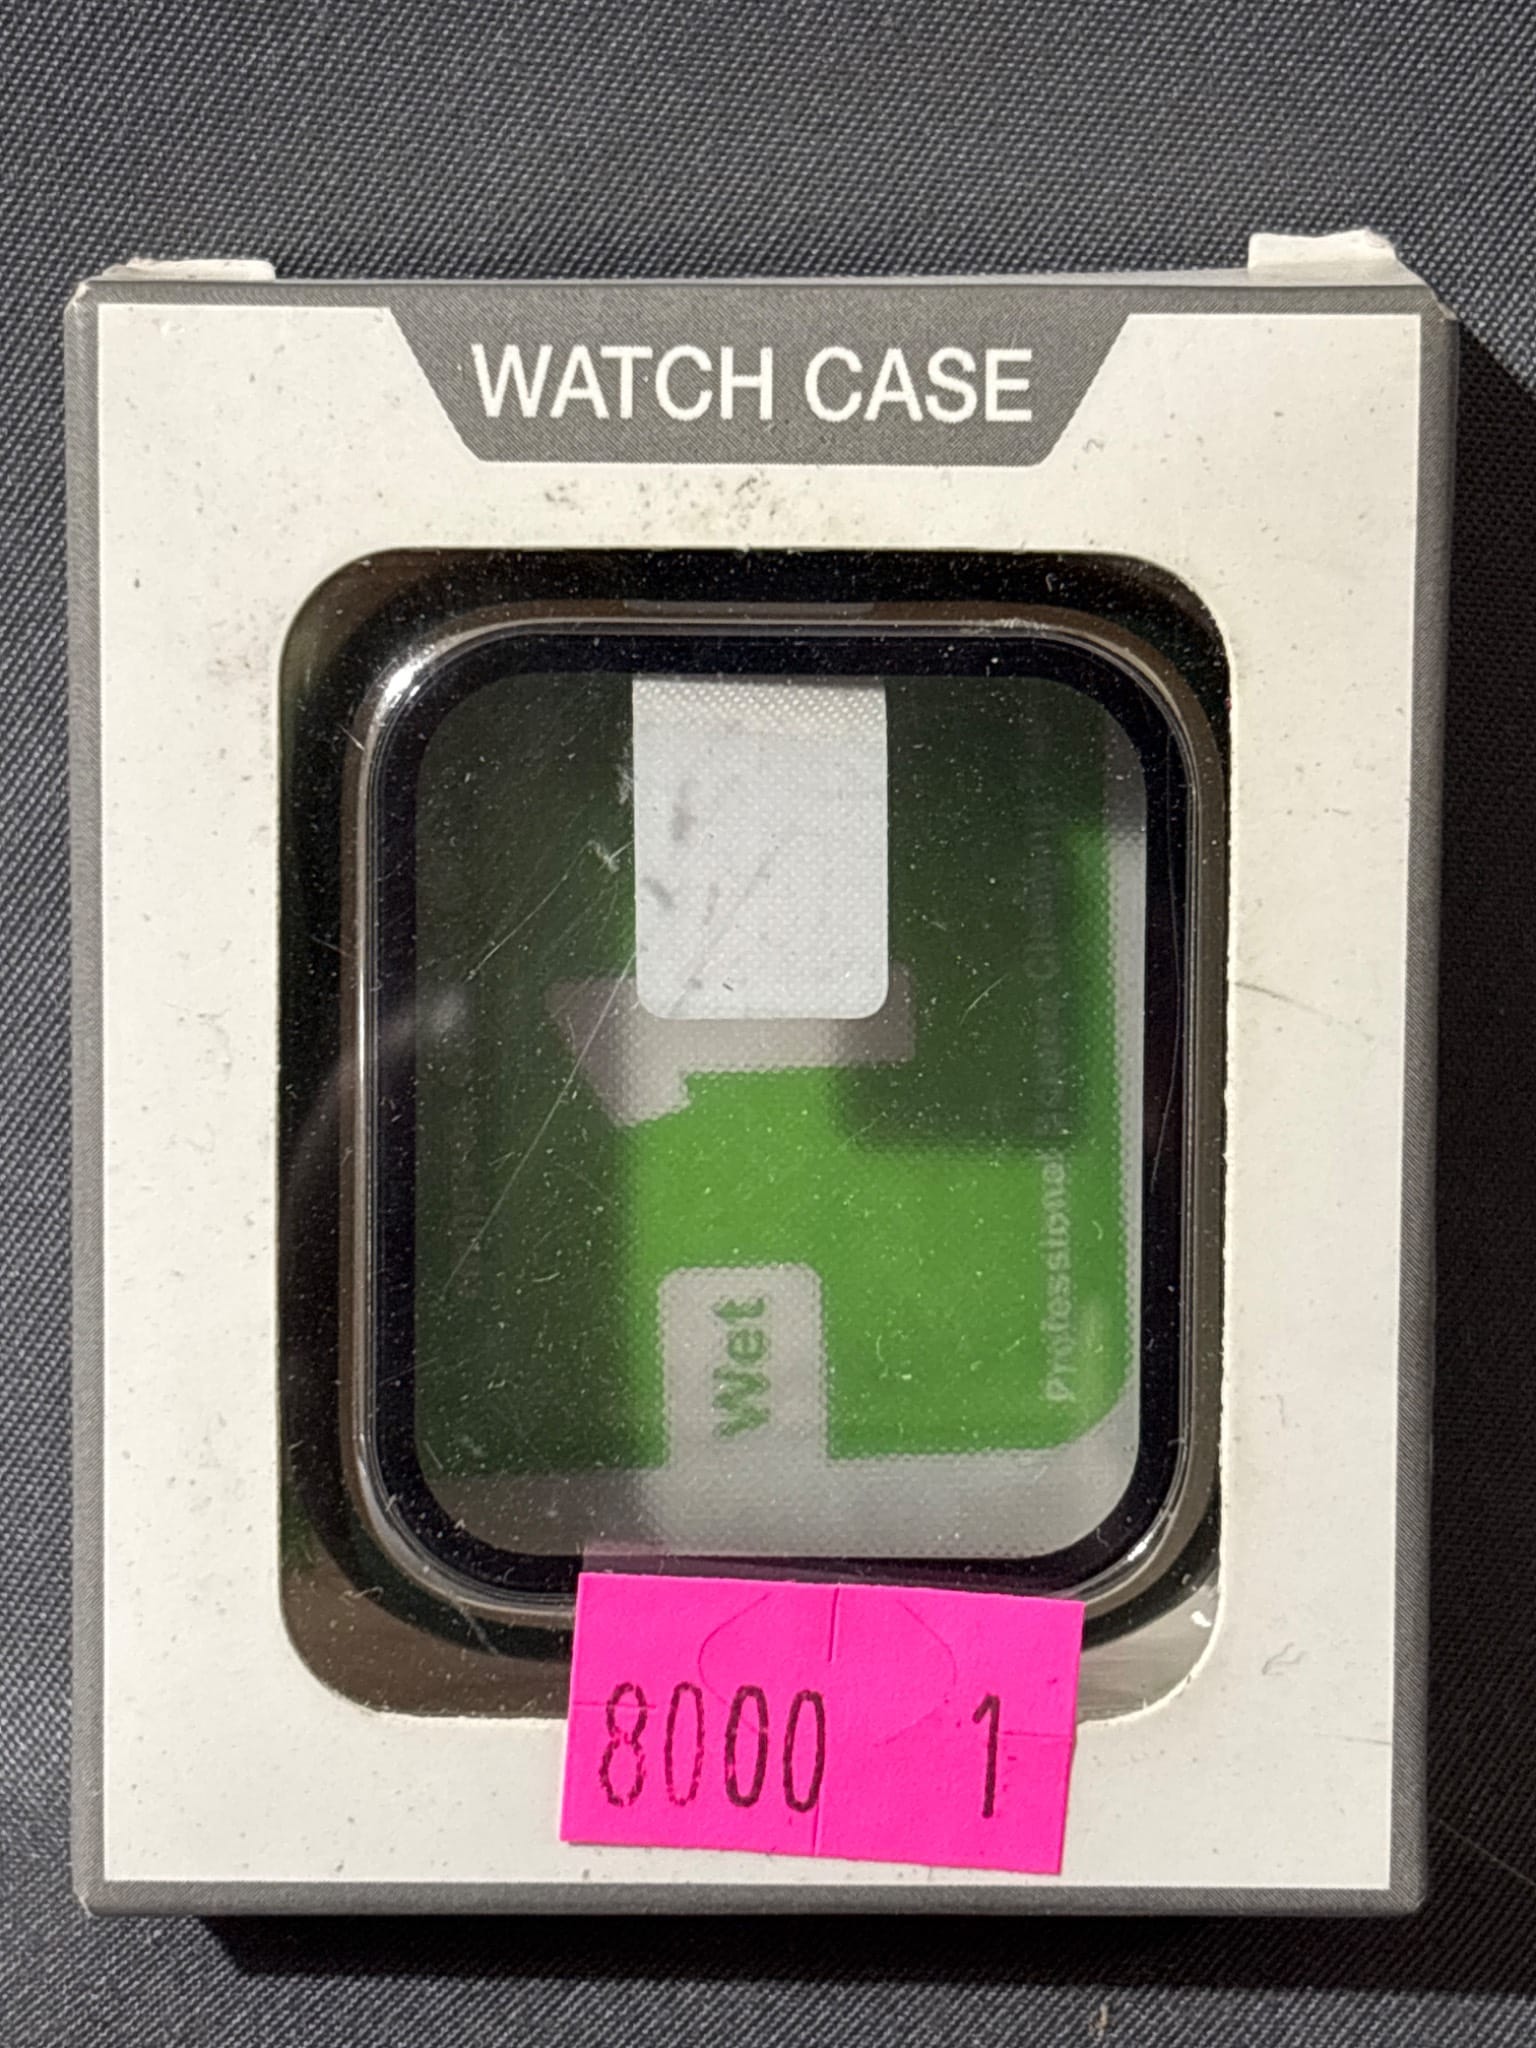 WATCH CASE
Professional
Wet
8000 1